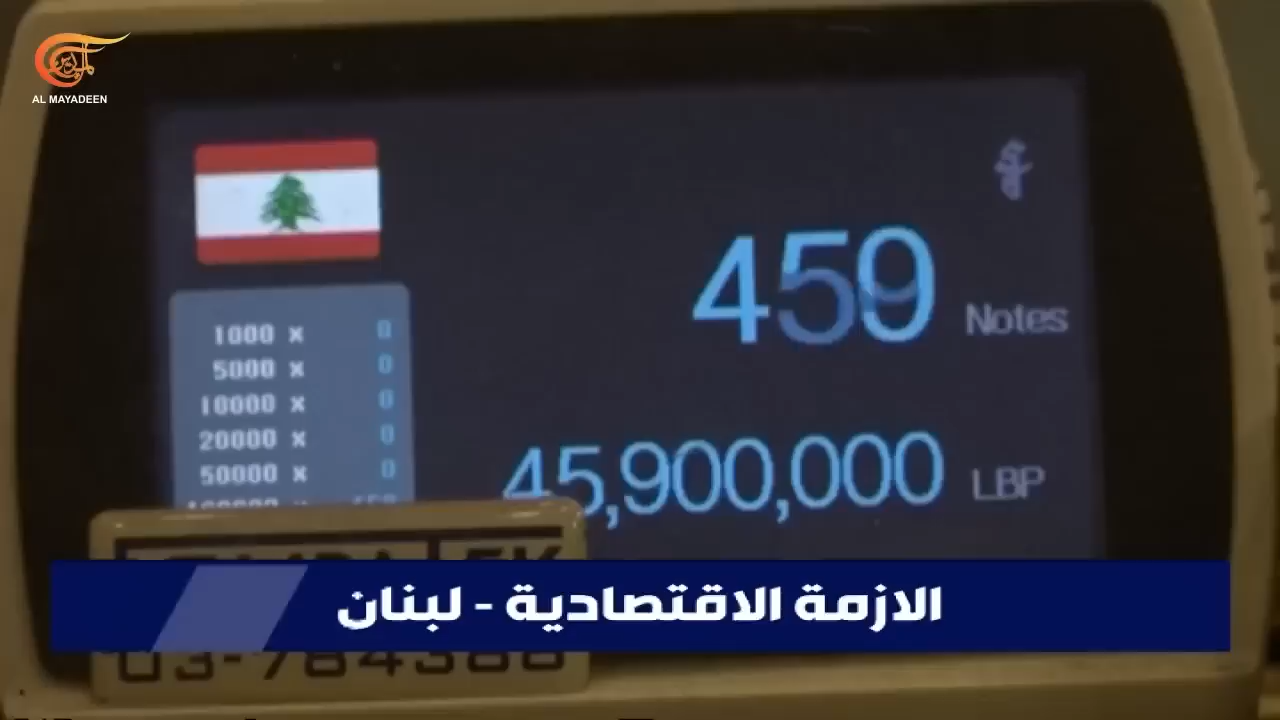 AL MAYADEEN
459 Notes
1000 x 0
5000 x 0
10000 x 0
20000 x 0
50000 x 0
45,900,000 LBP
الازمة الاقتصادية - لبنان